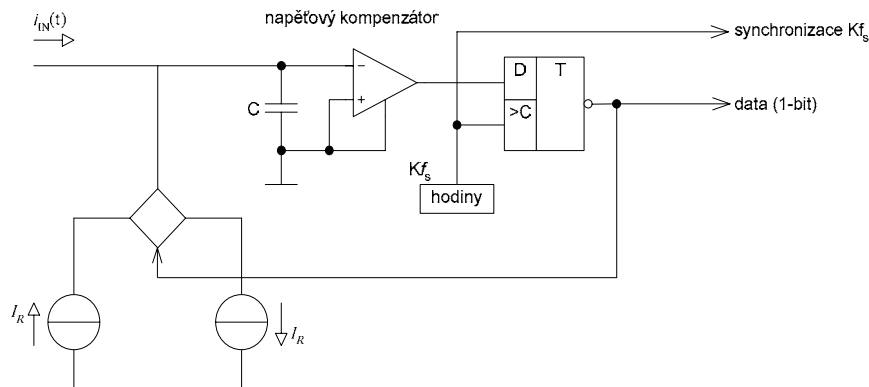 i_IN(t)
napěťový kompenzátor
synchronizace Kf_s
−
D
T
+
C
>C
data (1-bit)
Kf_s
hodiny
I_R
I_R